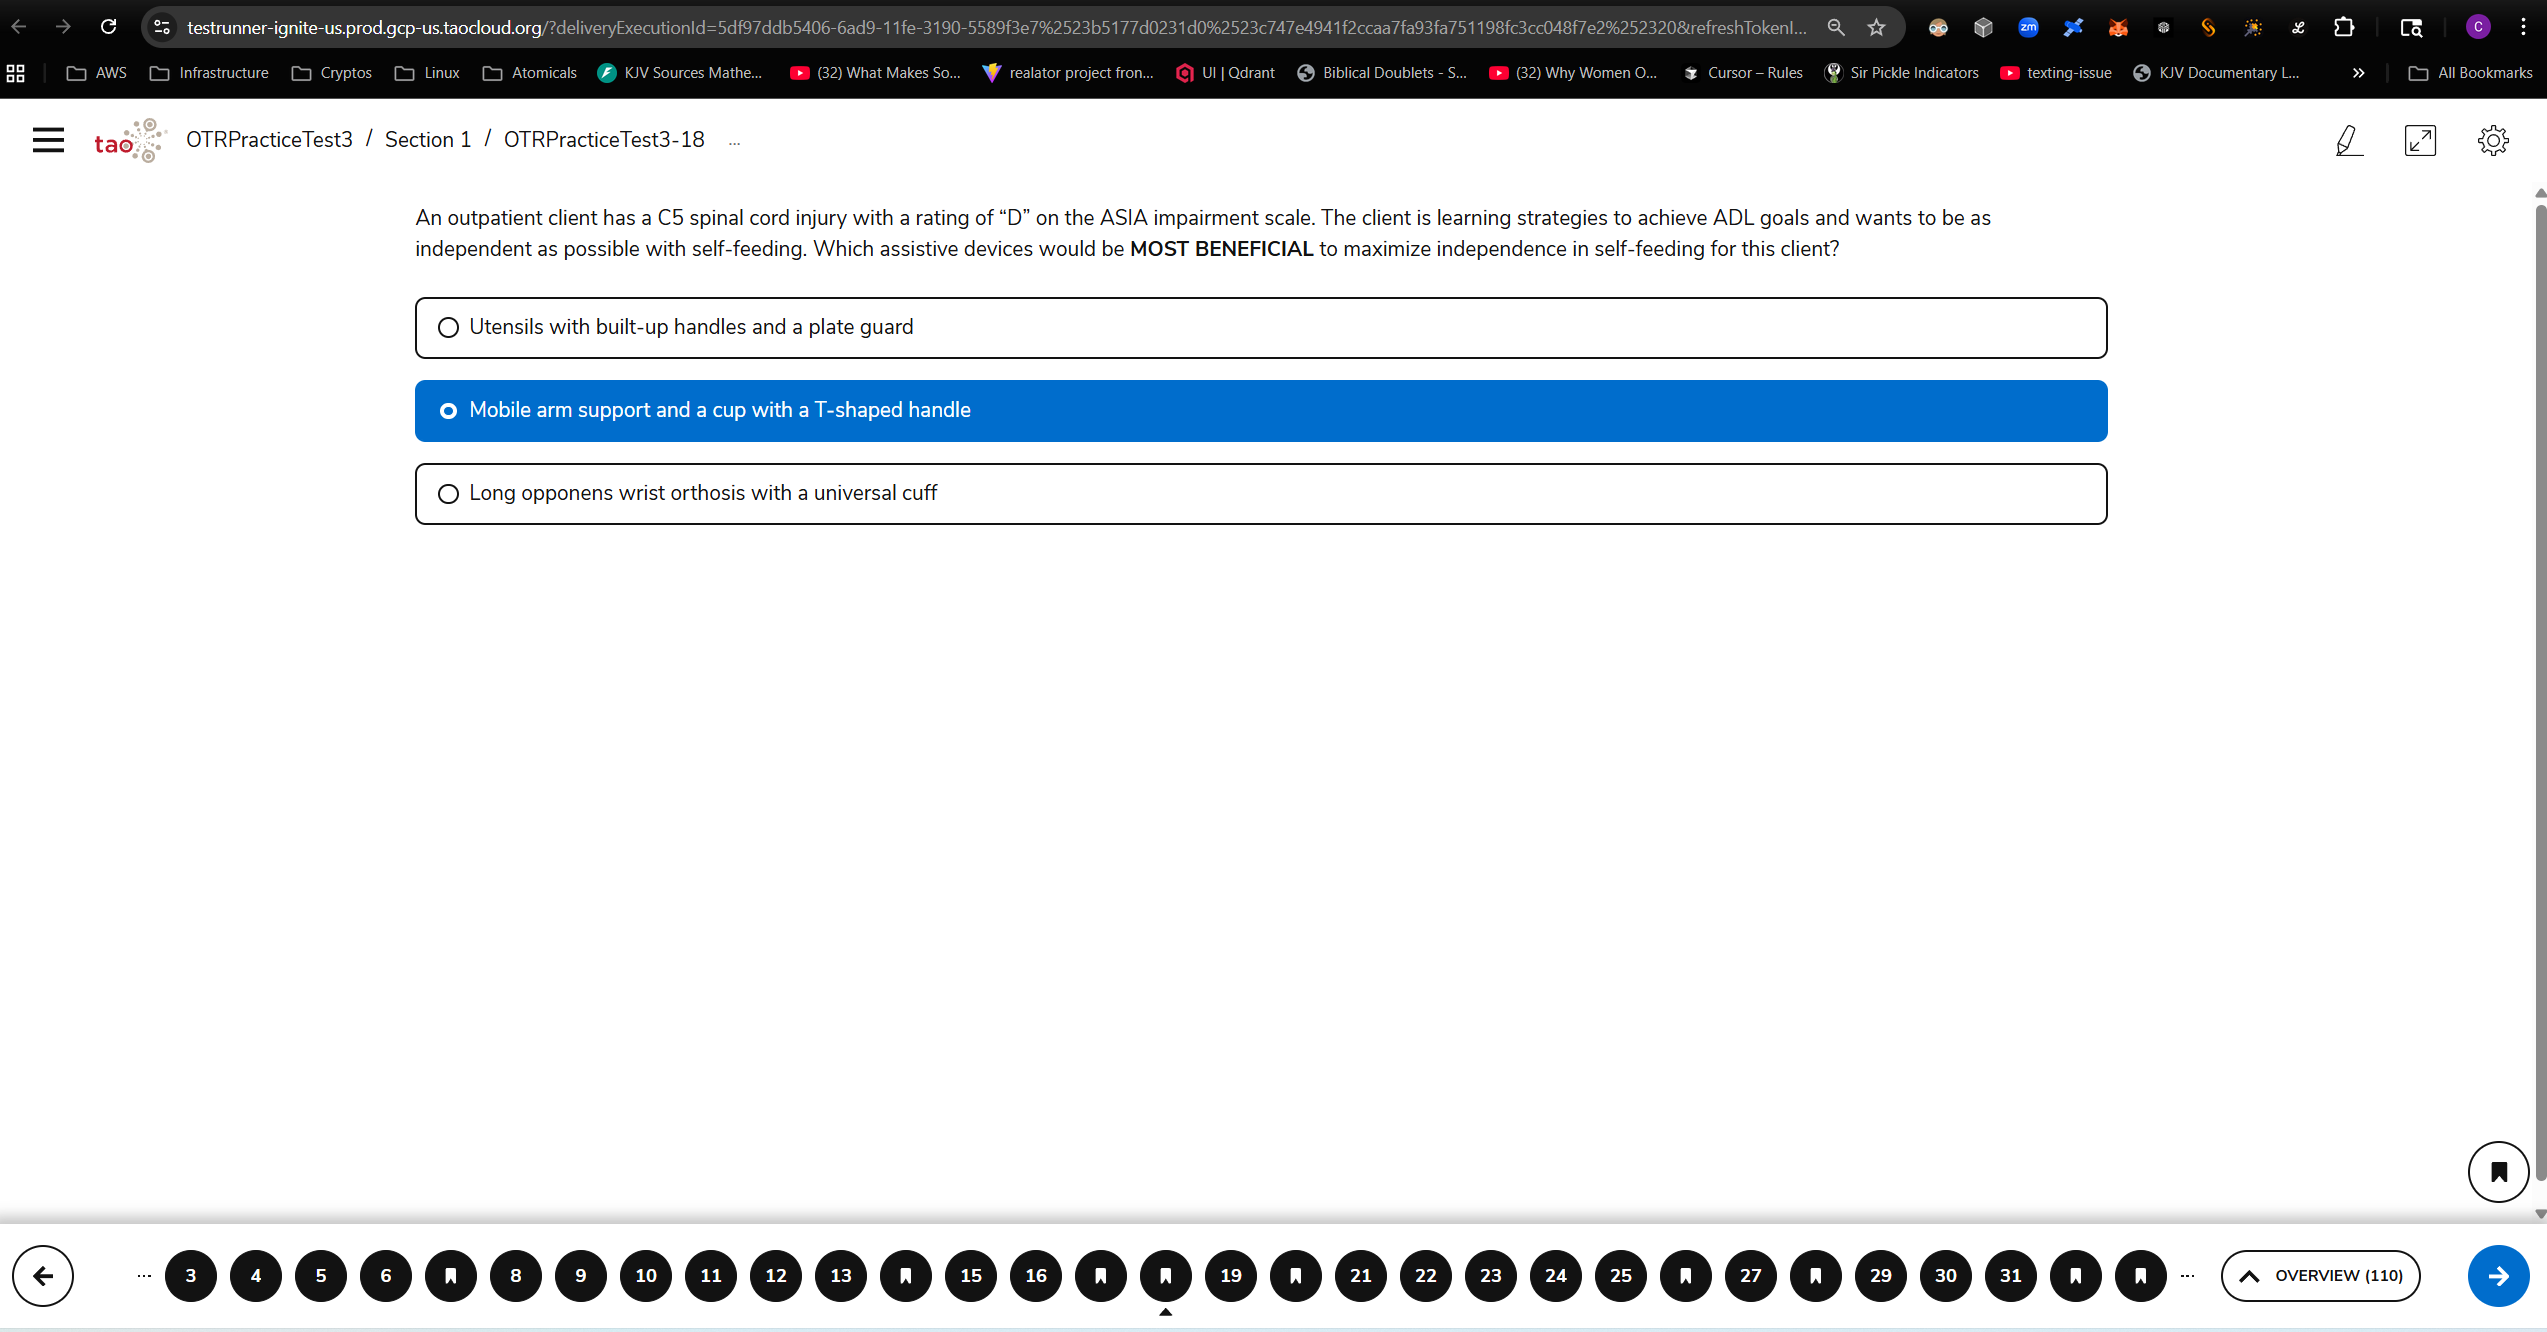 testrunner-ignite-us.prod.gcp-us.taocloud.org/?deliveryExecutionId=5df97ddb5406-6ad9-11fe-3190-5589f3e7%2523b5177d0231d0%2523c747e4941f2ccaa7fa93fa751198fc3cc048f7e2%252320&refreshTokenI...
zm
C
AWS Infrastructure Cryptos Linux Atomicals KJV Sources Mathe... (32) What Makes So... realator project fron... UI | Qdrant Biblical Doublets - S... (32) Why Women O... Cursor – Rules Sir Pickle Indicators texting-issue KJV Documentary L... » All Bookmarks
tao OTRPracticeTest3 / Section 1 / OTRPracticeTest3-18 ...
An outpatient client has a C5 spinal cord injury with a rating of “D” on the ASIA impairment scale. The client is learning strategies to achieve ADL goals and wants to be as
independent as possible with self-feeding. Which assistive devices would be MOST BENEFICIAL to maximize independence in self-feeding for this client?
Utensils with built-up handles and a plate guard
Mobile arm support and a cup with a T-shaped handle
Long opponens wrist orthosis with a universal cuff
... 3 4 5 6 8 9 10 11 12 13 15 16 19 21 22 23 24 25 27 29 30 31 ... OVERVIEW (110)